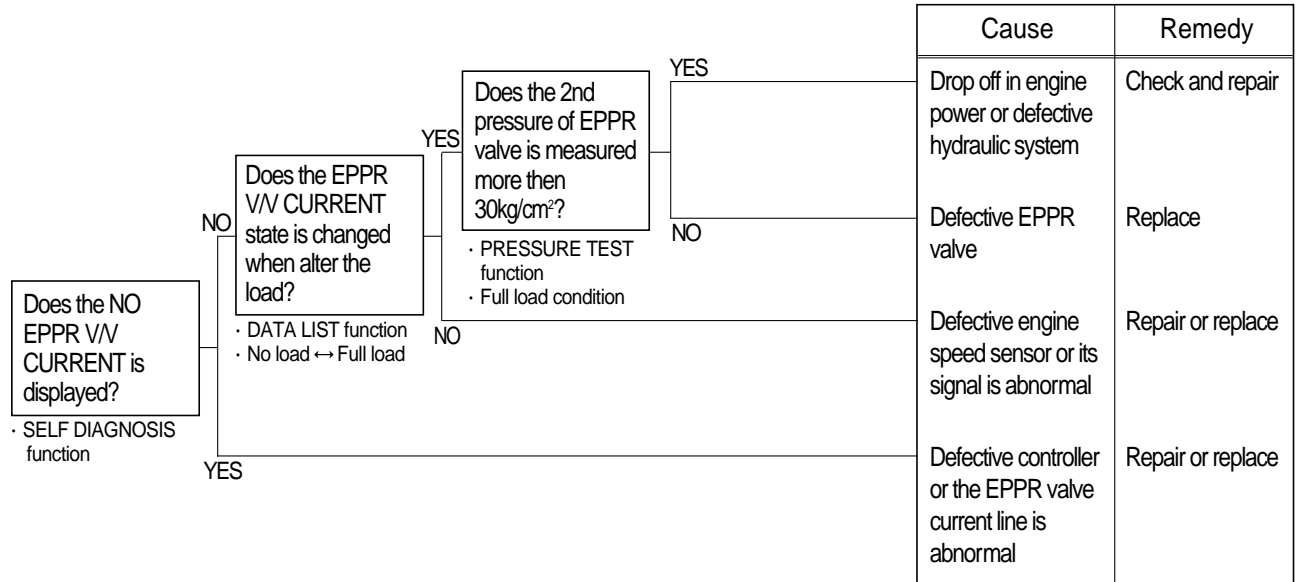 Cause
Remedy
YES
Drop off in engine
power or defective
hydraulic system
Check and repair
Does the 2nd
pressure of EPPR
valve is measured
more then
30kg/cm²?
YES
Does the EPPR
V/V CURRENT
state is changed
when alter the
load?
NO
NO
Defective EPPR
valve
Replace
· PRESSURE TEST
function
· Full load condition
Does the NO
EPPR V/V
CURRENT is
displayed?
· DATA LIST function
· No load ↔ Full load
NO
Defective engine
speed sensor or its
signal is abnormal
Repair or replace
· SELF DIAGNOSIS
function
YES
Defective controller
or the EPPR valve
current line is
abnormal
Repair or replace